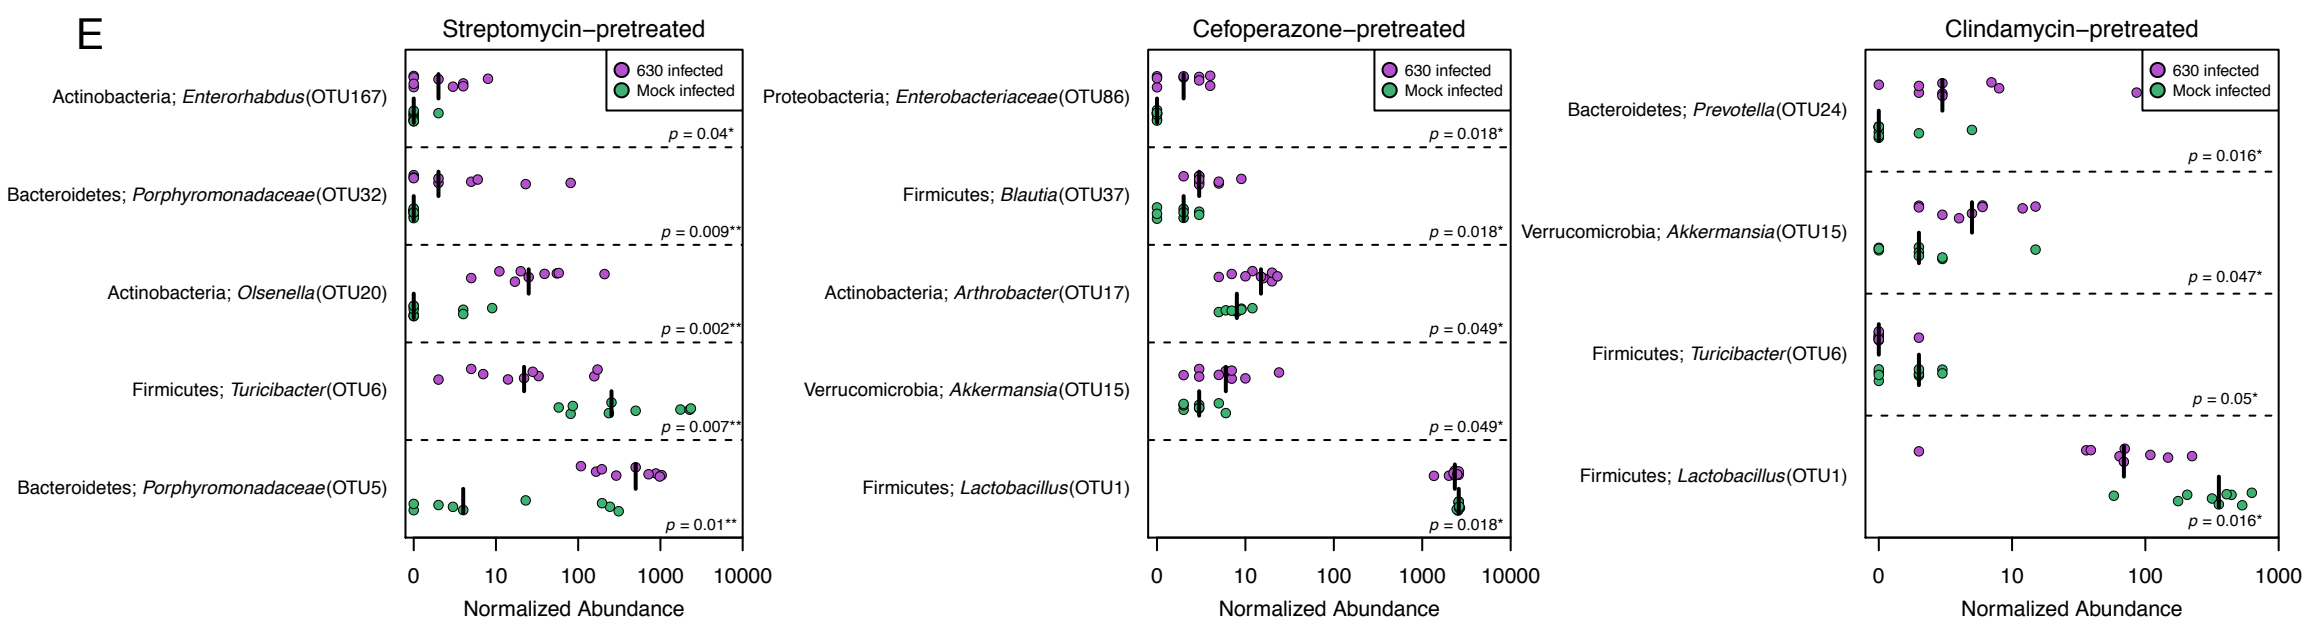 E
Streptomycin−pretreated
630 infected
Mock infected
Actinobacteria; Enterorhabdus(OTU167)
p = 0.04*
Bacteroidetes; Porphyromonadaceae(OTU32)
p = 0.009**
Actinobacteria; Olsenella(OTU20)
p = 0.002**
Firmicutes; Turicibacter(OTU6)
p = 0.007**
Bacteroidetes; Porphyromonadaceae(OTU5)
p = 0.01**
0 10 100 1000 10000
Normalized Abundance
Cefoperazone−pretreated
630 infected
Mock infected
Proteobacteria; Enterobacteriaceae(OTU86)
p = 0.018*
Firmicutes; Blautia(OTU37)
p = 0.018*
Actinobacteria; Arthrobacter(OTU17)
p = 0.049*
Verrucomicrobia; Akkermansia(OTU15)
p = 0.049*
Firmicutes; Lactobacillus(OTU1)
p = 0.018*
0 10 100 1000 10000
Normalized Abundance
Clindamycin−pretreated
630 infected
Mock infected
Bacteroidetes; Prevotella(OTU24)
p = 0.016*
Verrucomicrobia; Akkermansia(OTU15)
p = 0.047*
Firmicutes; Turicibacter(OTU6)
p = 0.05*
Firmicutes; Lactobacillus(OTU1)
p = 0.016*
0 10 100 1000
Normalized Abundance